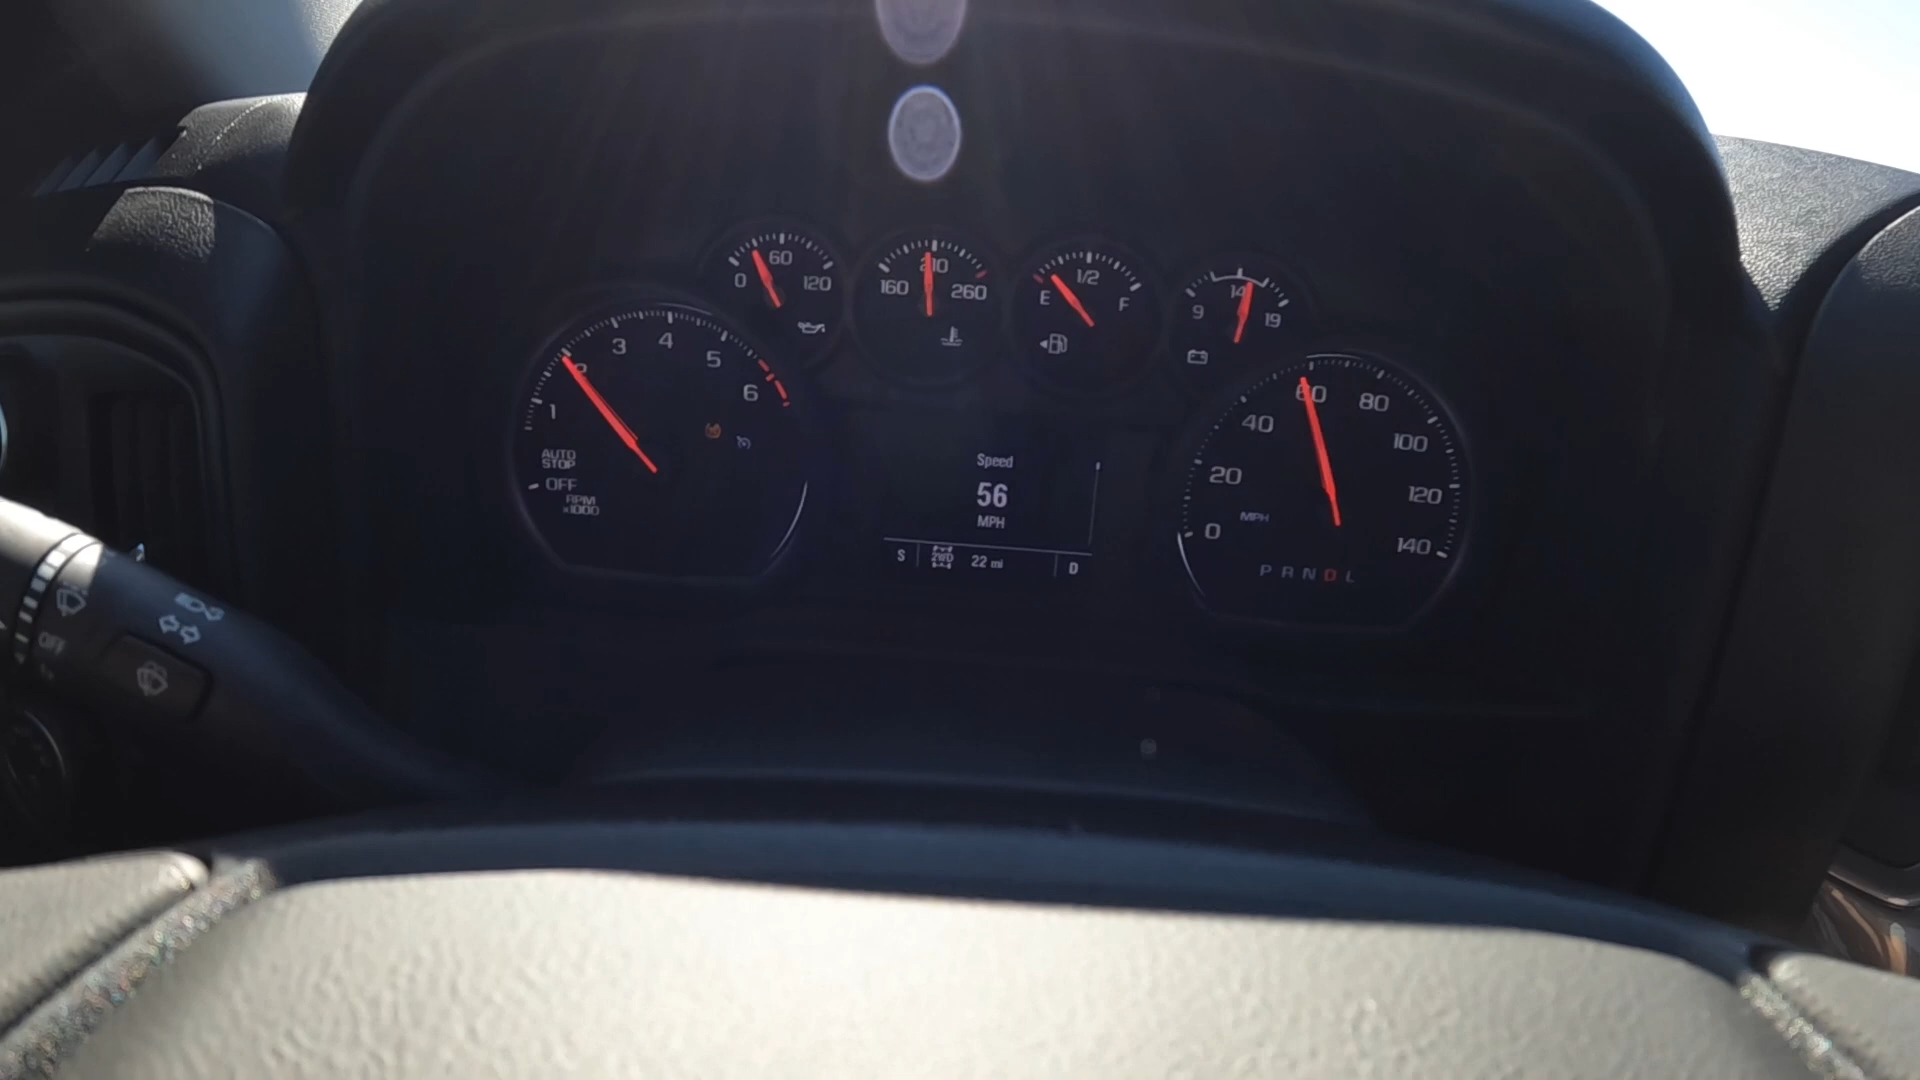 0 60 120
160 210 260
E 1/2 F
9 14 19
1 2 3 4 5 6
AUTO
STOP
OFF
RPM
x1000
Speed
56
MPH
S 2WD 22 mi D
0 20 40 60 80 100 120 140
MPH
P R N D L
OFF